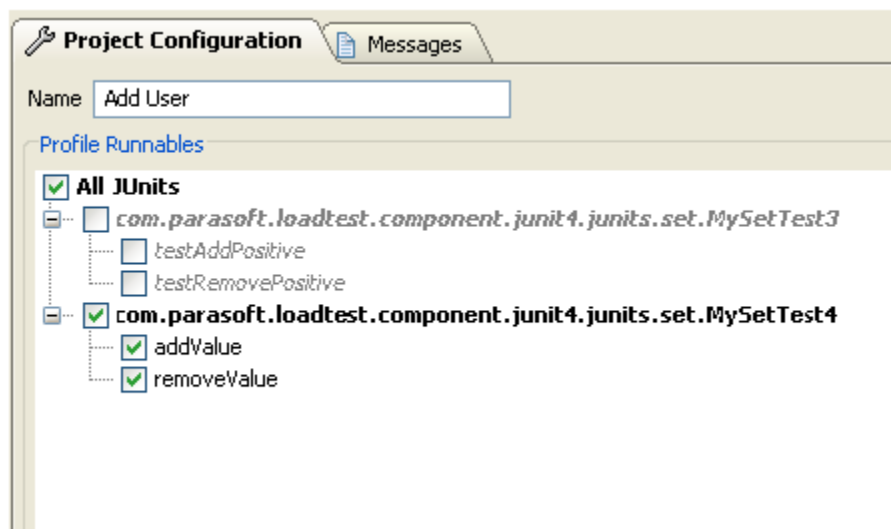 Project Configuration Messages
Name Add User
Profile Runnables
All JUnits
com.parasoft.loadtest.component.junit4.junits.set.MySetTest3
testAddPositive
testRemovePositive
com.parasoft.loadtest.component.junit4.junits.set.MySetTest4
addValue
removeValue